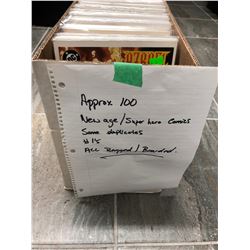 Approx 100
New age/Super hero Comics
Some duplicates
#1's
All Bagged/Boarded